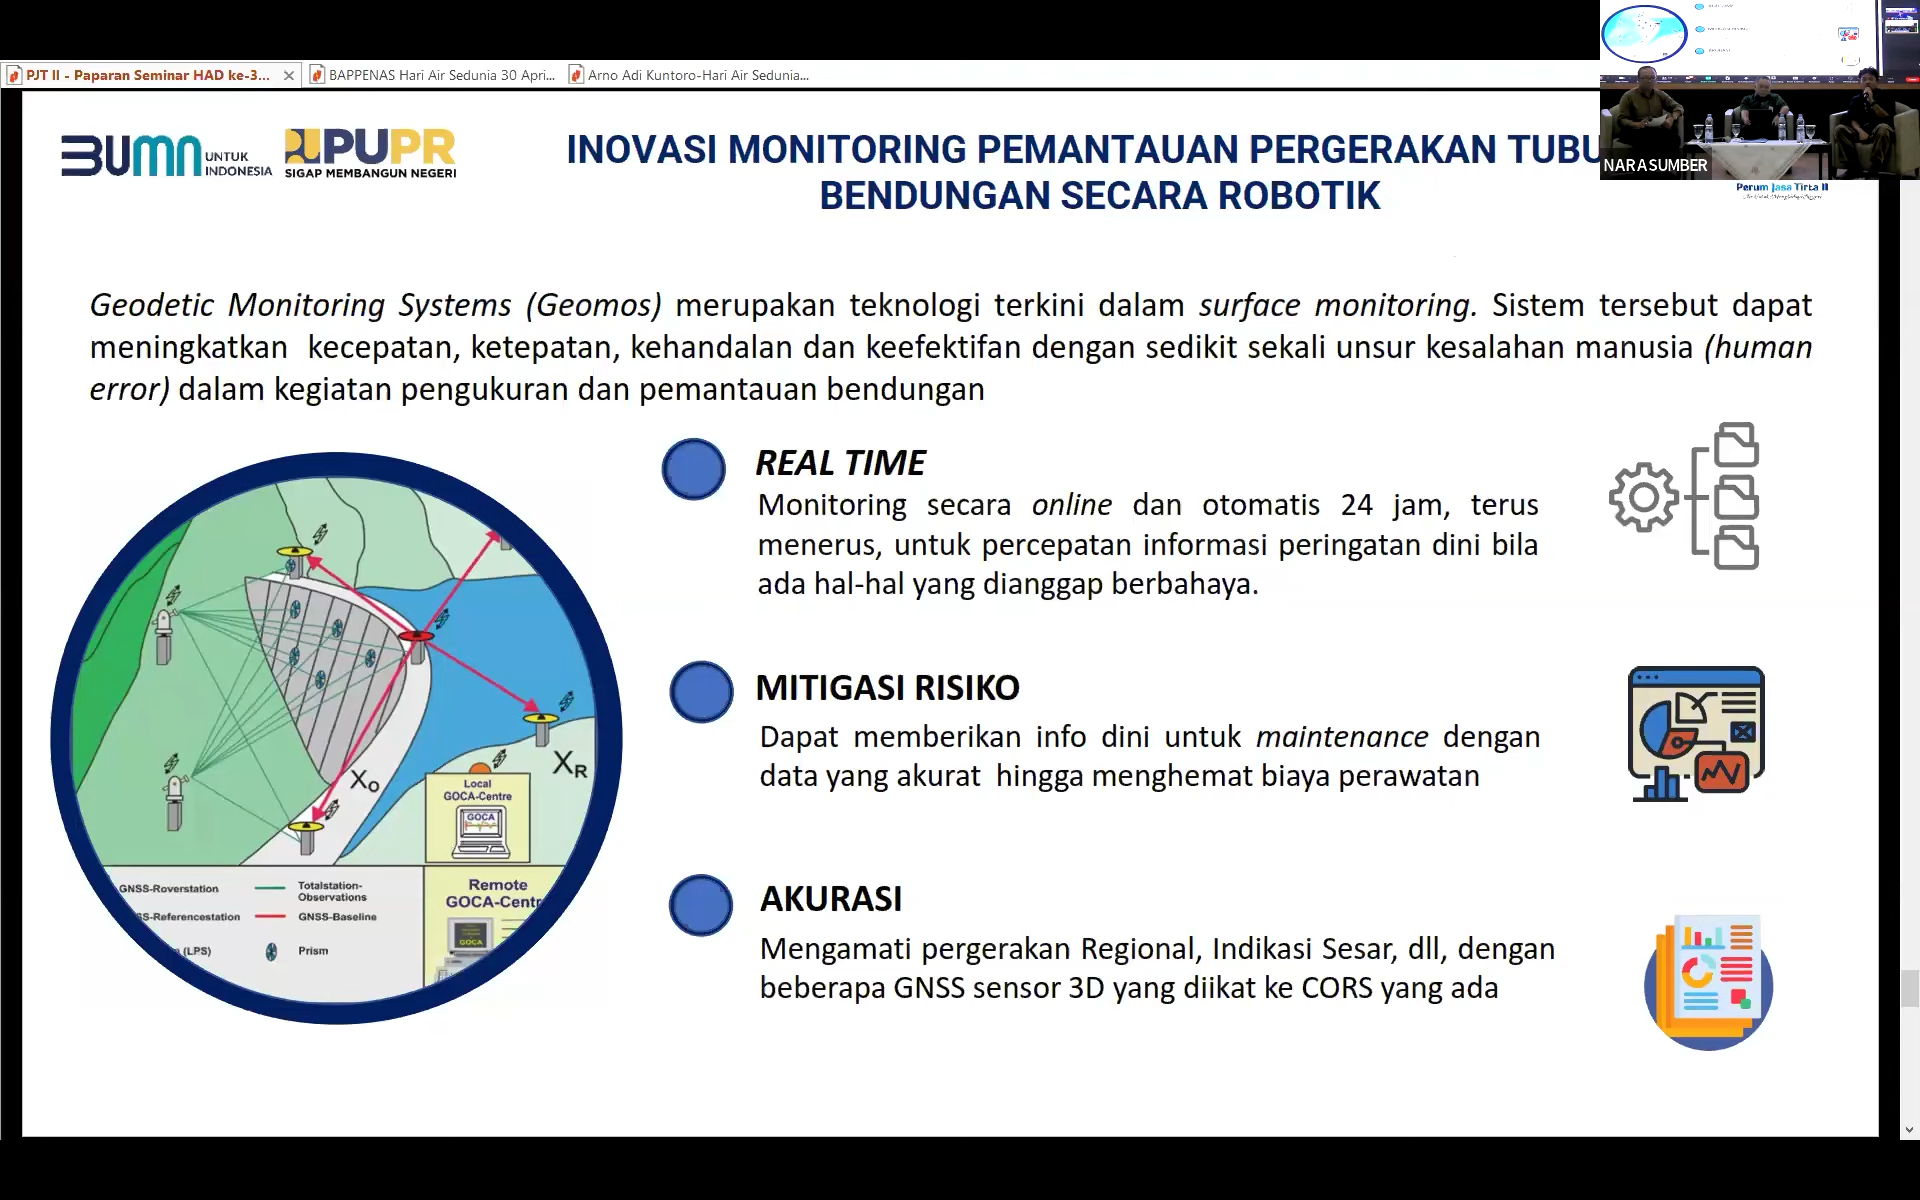 PJT II - Paparan Seminar HAD ke-3...
BAPPENAS Hari Air Sedunia 30 Apri...
Arno Adi Kuntoro-Hari Air Sedunia...
NARASUMBER
BUMN UNTUK INDONESIA
PUPR
SIGAP MEMBANGUN NEGERI
INOVASI MONITORING PEMANTAUAN PERGERAKAN TUBU
BENDUNGAN SECARA ROBOTIK
Perum Jasa Tirta II
Geodetic Monitoring Systems (Geomos) merupakan teknologi terkini dalam surface monitoring. Sistem tersebut dapat
meningkatkan kecepatan, ketepatan, kehandalan dan keefektifan dengan sedikit sekali unsur kesalahan manusia (human
error) dalam kegiatan pengukuran dan pemantauan bendungan
REAL TIME
Monitoring secara online dan otomatis 24 jam, terus
menerus, untuk percepatan informasi peringatan dini bila
ada hal-hal yang dianggap berbahaya.
MITIGASI RISIKO
Dapat memberikan info dini untuk maintenance dengan
data yang akurat hingga menghemat biaya perawatan
AKURASI
Mengamati pergerakan Regional, Indikasi Sesar, dll, dengan
beberapa GNSS sensor 3D yang diikat ke CORS yang ada
XO
XR
Local
GOCA-Centre
GOCA
GNSS-Roverstation
Totalstation-
Observations
SS-Referencestation
GNSS-Baseline
(LPS)
Prism
Remote
GOCA-Centr
GOCA